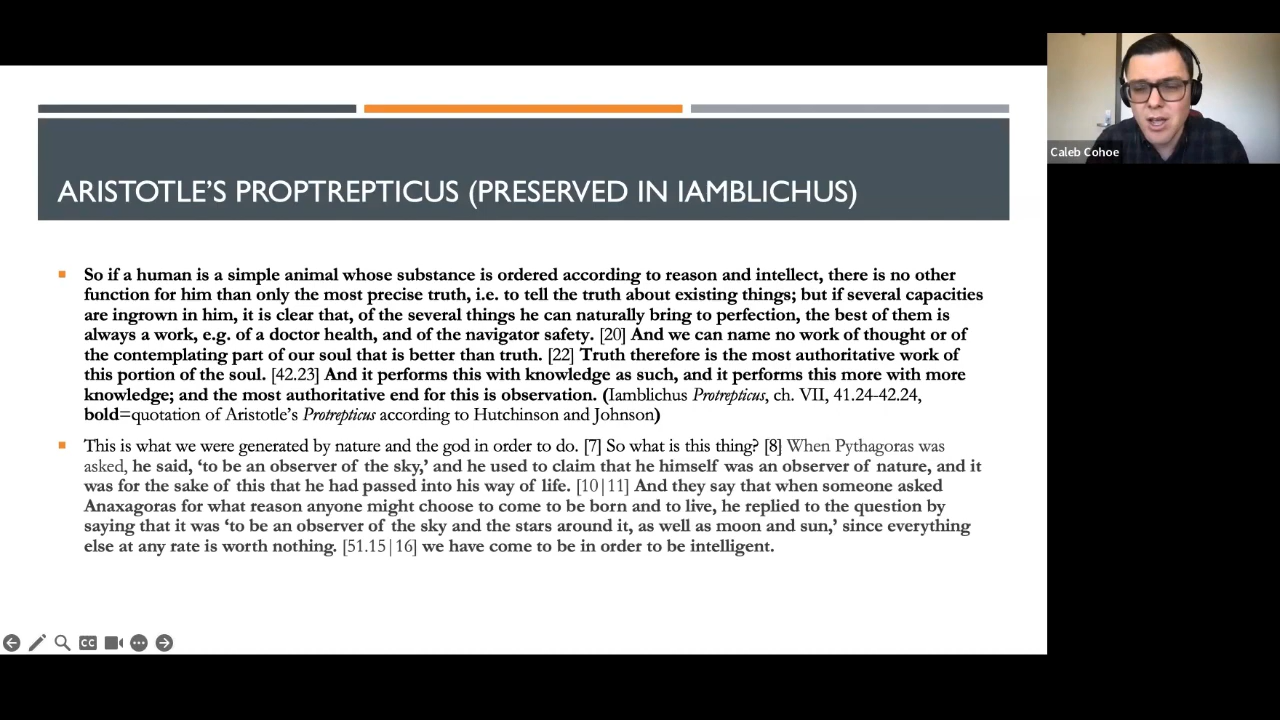 ARISTOTLE'S PROPTREPTICUS (PRESERVED IN IAMBLICHUS)
So if a human is a simple animal whose substance is ordered according to reason and intellect, there is no other
function for him than only the most precise truth, i.e. to tell the truth about existing things; but if several capacities
are ingrown in him, it is clear that, of the several things he can naturally bring to perfection, the best of them is
always a work, e.g. of a doctor health, and of the navigator safety. [20] And we can name no work of thought or of
the contemplating part of our soul that is better than truth. [22] Truth therefore is the most authoritative work of
this portion of the soul. [42.23] And it performs this with knowledge as such, and it performs this more with more
knowledge; and the most authoritative end for this is observation. (Iamblichus Protrepticus, ch. VII, 41.24-42.24,
bold=quotation of Aristotle's Protrepticus according to Hutchinson and Johnson)
This is what we were generated by nature and the god in order to do. [7] So what is this thing? [8] When Pythagoras was
asked, he said, 'to be an observer of the sky,' and he used to claim that he himself was an observer of nature, and it
was for the sake of this that he had passed into his way of life. [10|11] And they say that when someone asked
Anaxagoras for what reason anyone might choose to come to be born and to live, he replied to the question by
saying that it was 'to be an observer of the sky and the stars around it, as well as moon and sun,' since everything
else at any rate is worth nothing. [51.15|16] we have come to be in order to be intelligent.
CC
Caleb Cohoe